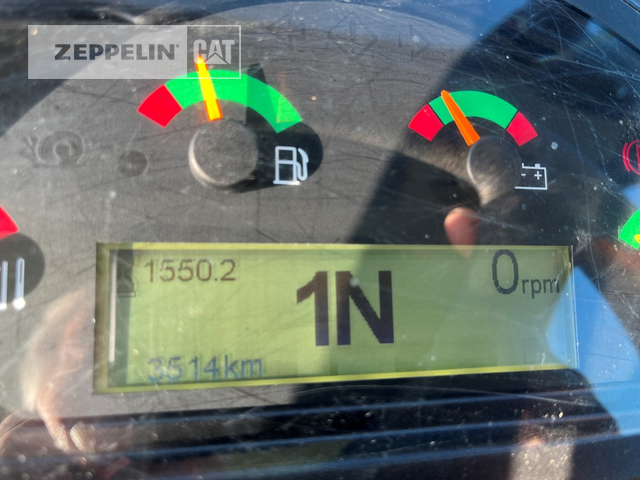 ZEPPELIN CAT
1550.2
1N
0rpm
3514km